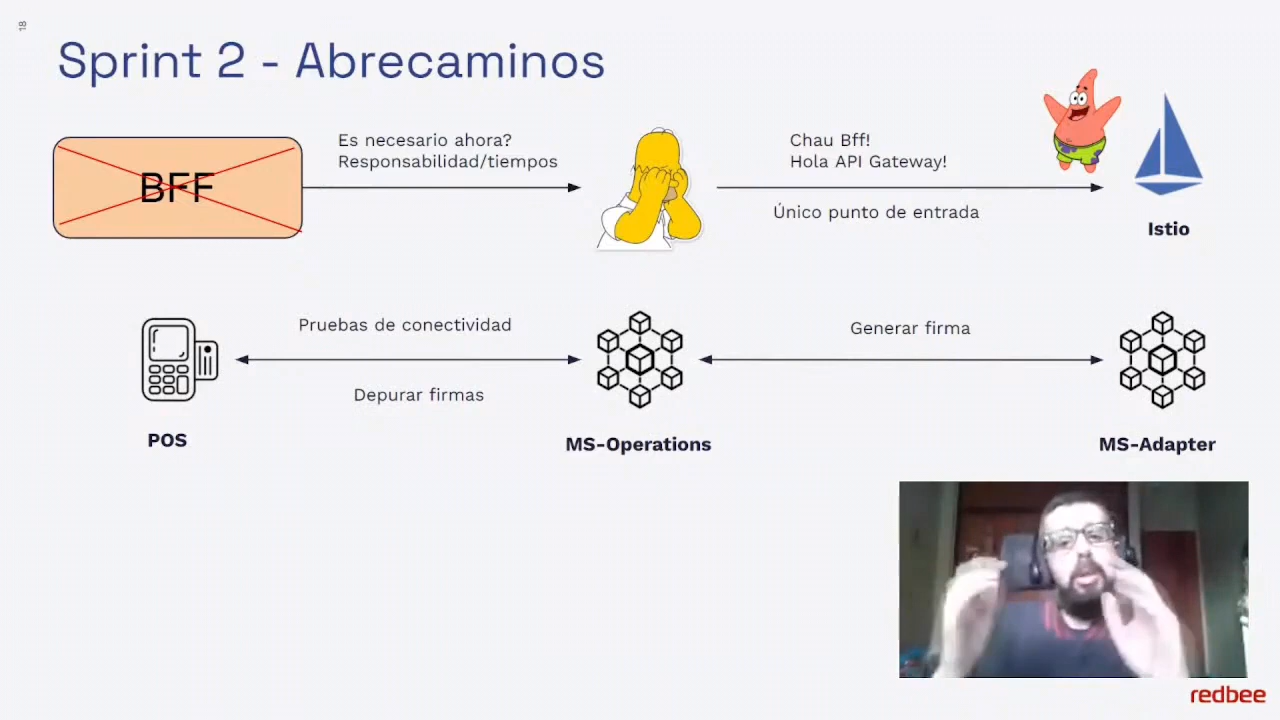 18
Sprint 2 - Abrecaminos
BFF
Es necesario ahora?
Responsabilidad/tiempos
Chau Bff!
Hola API Gateway!
Único punto de entrada
Istio
Pruebas de conectividad
Depurar firmas
Generar firma
POS
MS-Operations
MS-Adapter
redbee